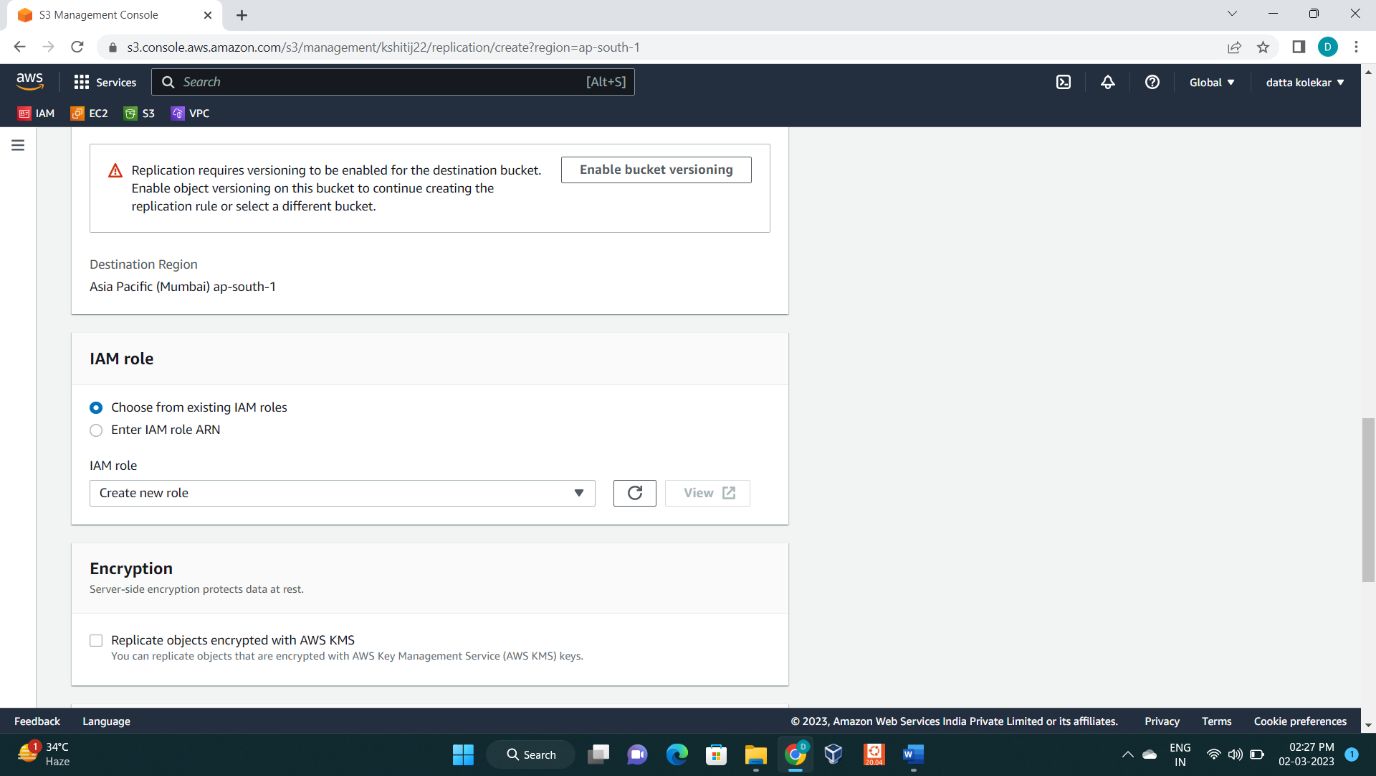 S3 Management Console
s3.console.aws.amazon.com/s3/management/kshitij22/replication/create?region=ap-south-1
D
aws
Services
Search
[Alt+S]
Global
datta kolekar
IAM
EC2
S3
VPC
Replication requires versioning to be enabled for the destination bucket.
Enable object versioning on this bucket to continue creating the
replication rule or select a different bucket.
Enable bucket versioning
Destination Region
Asia Pacific (Mumbai) ap-south-1
IAM role
Choose from existing IAM roles
Enter IAM role ARN
IAM role
Create new role
View
Encryption
Server-side encryption protects data at rest.
Replicate objects encrypted with AWS KMS
You can replicate objects that are encrypted with AWS Key Management Service (AWS KMS) keys.
Feedback
Language
© 2023, Amazon Web Services India Private Limited or its affiliates.
Privacy
Terms
Cookie preferences
1
34°C
Haze
Search
D
20.04
W
ENG
IN
02:27 PM
02-03-2023
1